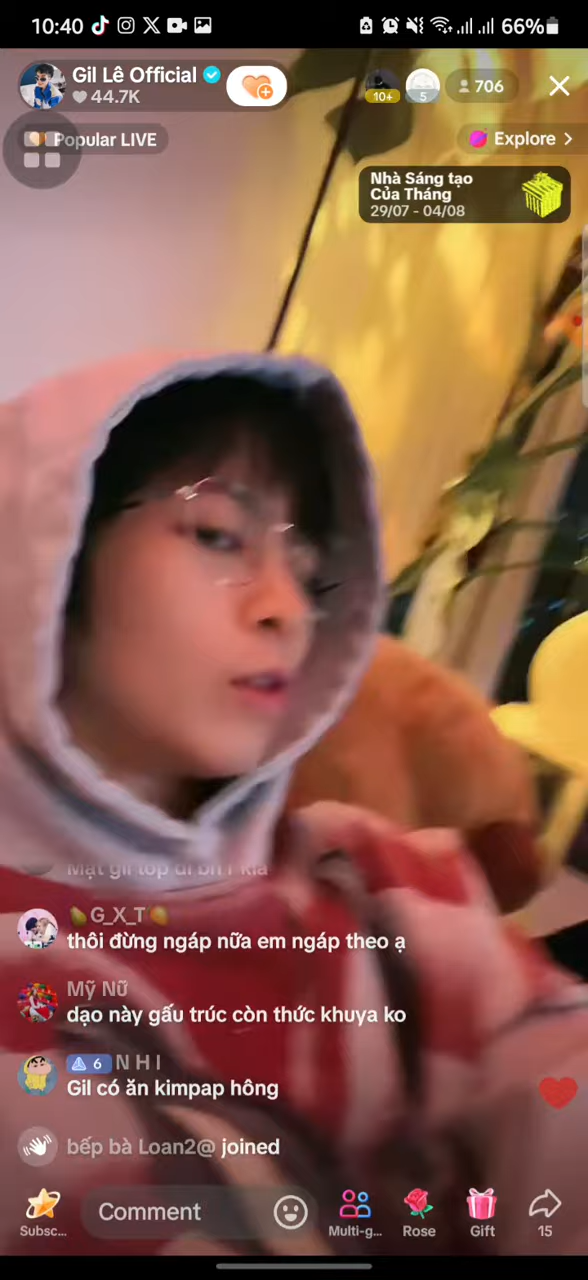 10:40
66%
Gil Lê Official
44.7K
10+
5
706
Popular LIVE
Explore >
Nhà Sáng tạo
Của Tháng
29/07 - 04/08
G_X_T
thôi đừng ngáp nữa em ngáp theo ạ
Mỹ Nữ
dạo này gấu trúc còn thức khuya ko
6 N H I
Gil có ăn kimpap hông
bếp bà Loan2@ joined
Comment
Subsc...
Multi-g...
Rose
Gift
15